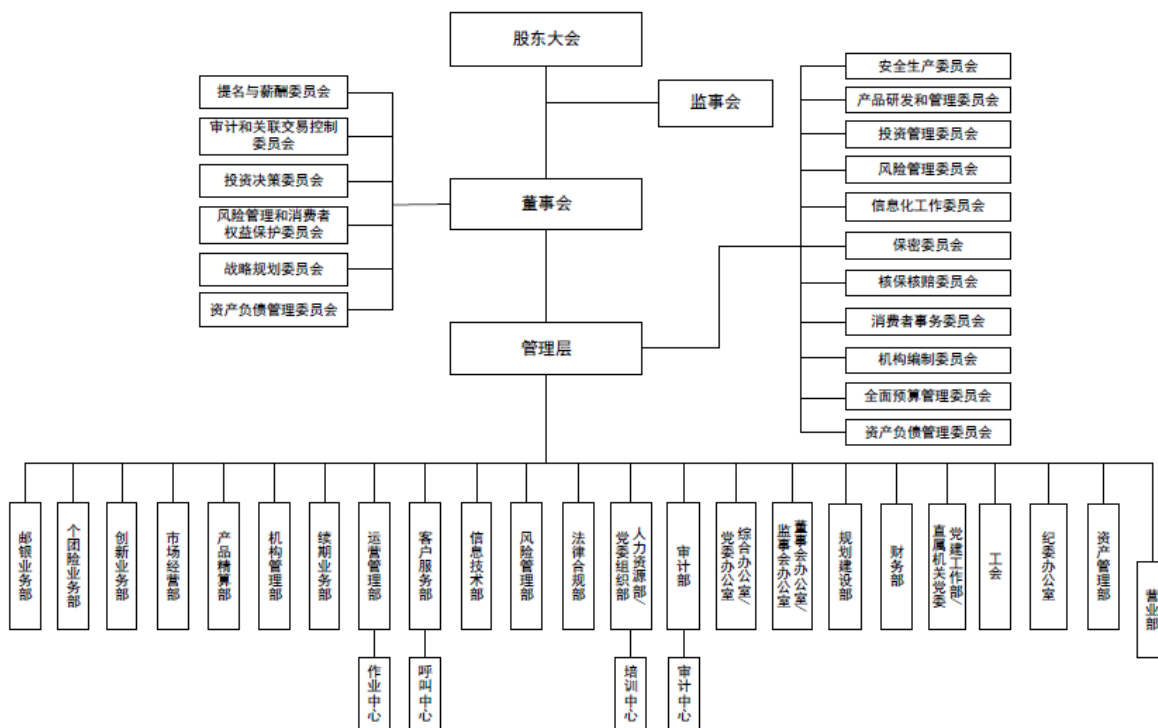 股东大会
监事会
董事会
管理层
提名与薪酬委员会
审计和关联交易控制
委员会
投资决策委员会
风险管理和消费者
权益保护委员会
战略规划委员会
资产负债管理委员会
安全生产委员会
产品研发和管理委员会
投资管理委员会
风险管理委员会
信息化工作委员会
保密委员会
核保核赔委员会
消费者事务委员会
机构编制委员会
全面预算管理委员会
资产负债管理委员会
邮银业务部
个团险业务部
创新业务部
市场经营部
产品精算部
机构管理部
续期业务部
运营管理部
客户服务部
信息技术部
风险管理部
法律合规部
人力资源部/
党委组织部
审计部
综合办公室/
党委办公室
董事会办公室/
监事会办公室
规划建设部
财务部
党建工作部/
直属机关党委
工会
纪委办公室
资产管理部
营业部
作业中心
呼叫中心
培训中心
审计中心